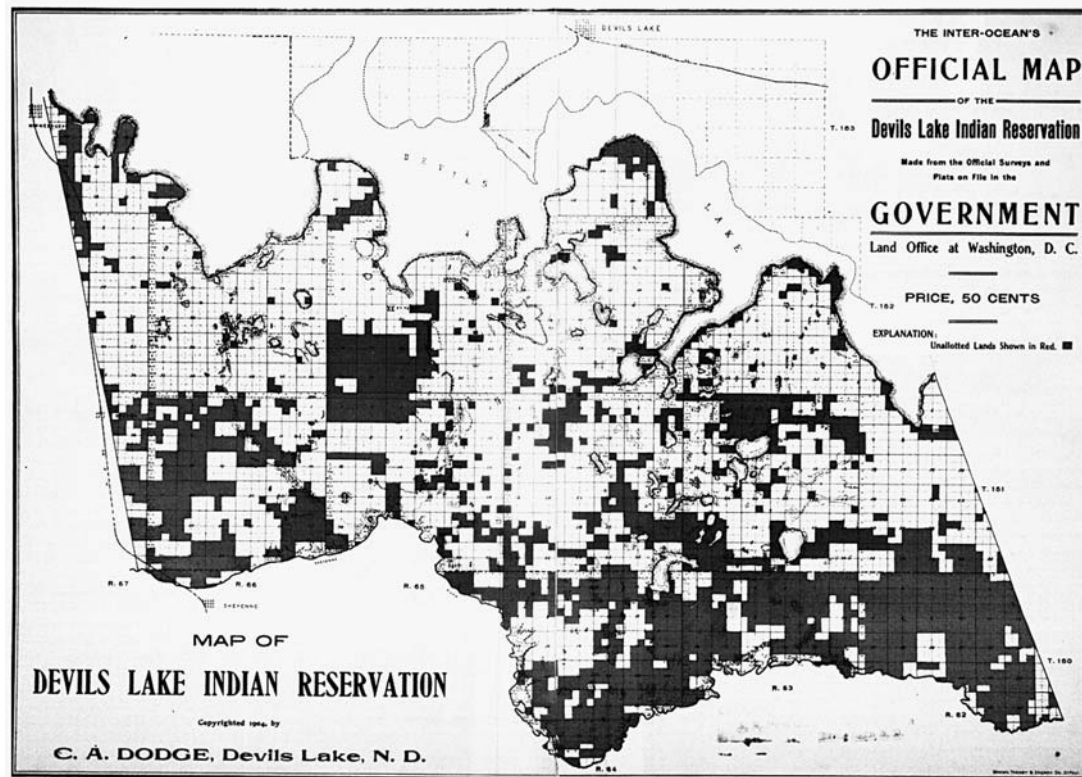 THE INTER-OCEAN'S
OFFICIAL MAP
OF THE
Devils Lake Indian Reservation
Made from the Official Surveys and
Plats on File in the
GOVERNMENT
Land Office at Washington, D. C.
PRICE, 50 CENTS
EXPLANATION:
Unallotted Lands Shown in Red.
DEVILS LAKE
T. 153
DEVILS
LAKE
T. 152
T. 151
R. 67
R. 66
R. 65
SHEYENNE
T. 150
R. 63
R. 62
R. 64
MAP OF
DEVILS LAKE INDIAN RESERVATION
Copyrighted 1904, by
C. A. DODGE, Devils Lake, N. D.